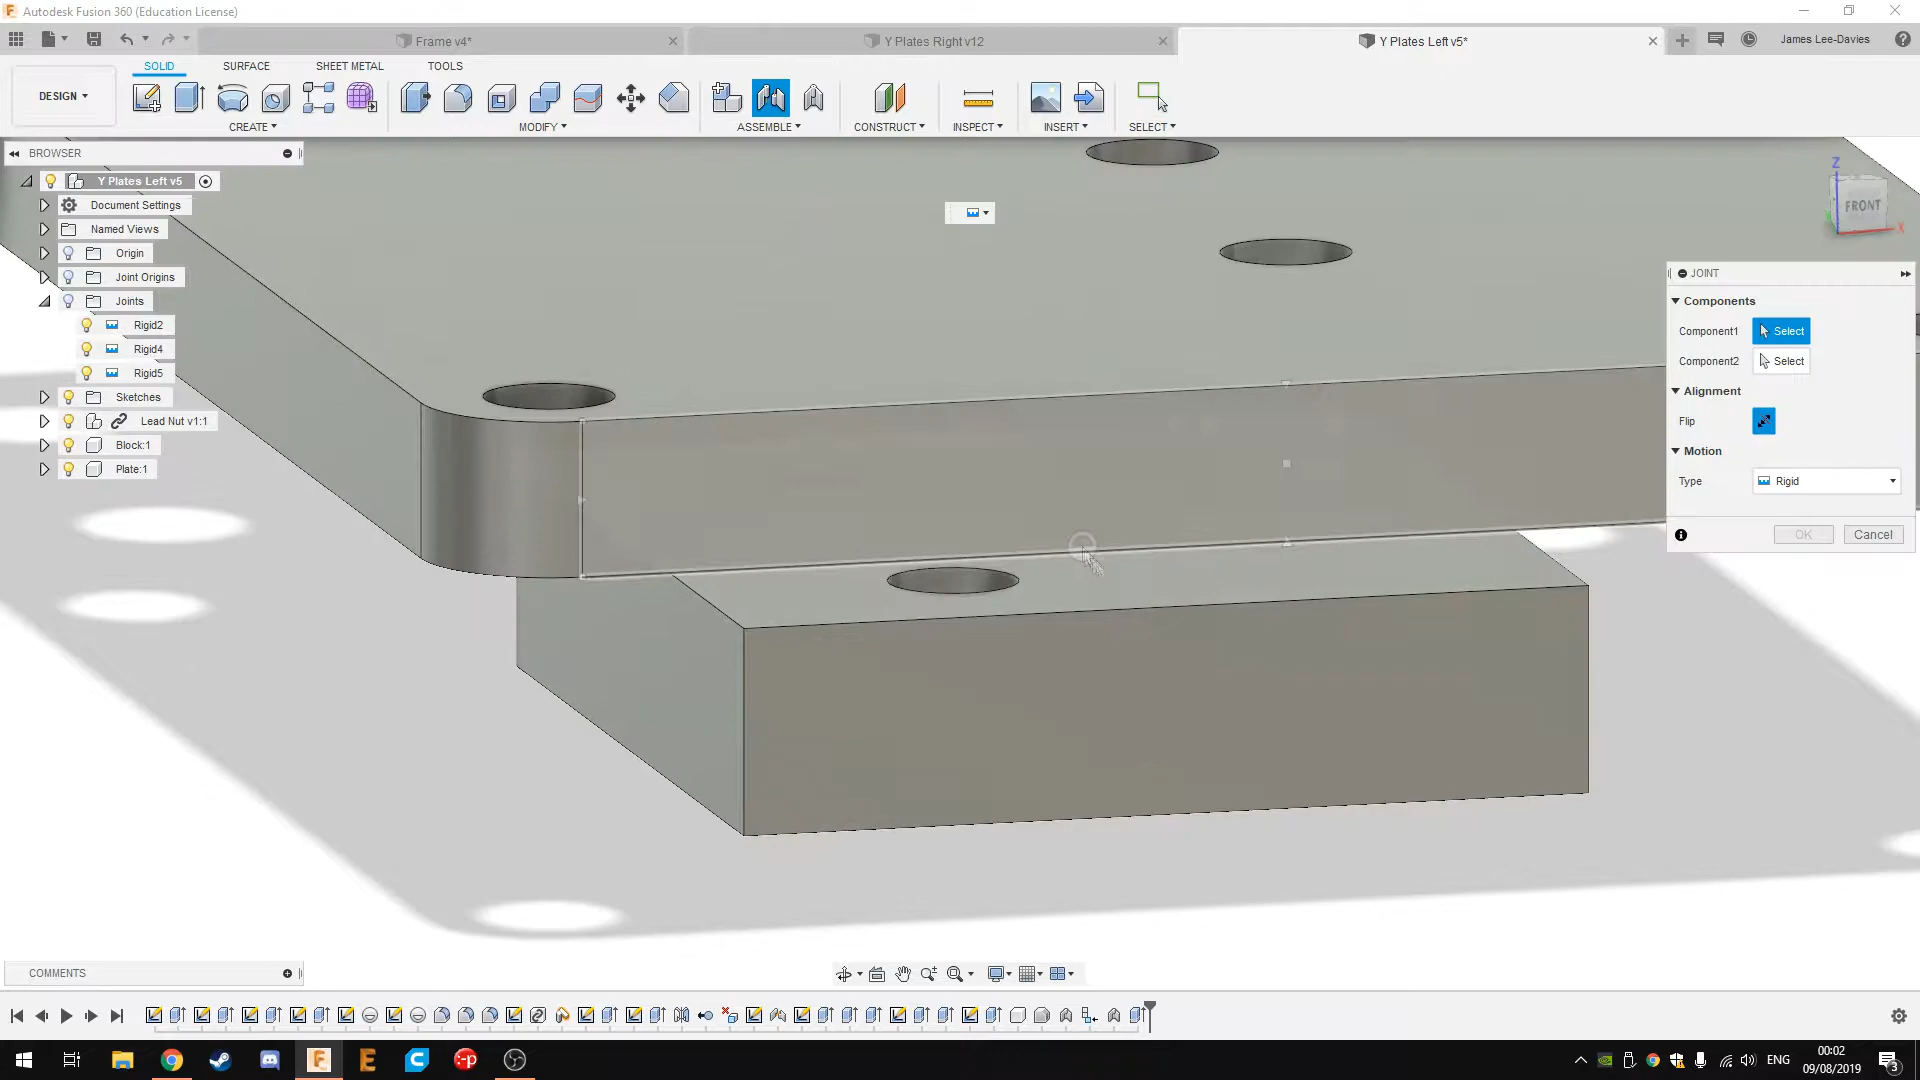 Autodesk Fusion 360 (Education License)
Frame v4*
Y Plates Right v12
Y Plates Left v5*
James Lee-Davies
SOLID
SURFACE
SHEET METAL
TOOLS
DESIGN
CREATE
MODIFY
ASSEMBLE
CONSTRUCT
INSPECT
INSERT
SELECT
BROWSER
Y Plates Left v5
Document Settings
Named Views
Origin
Joint Origins
Joints
Rigid2
Rigid4
Rigid5
Sketches
Lead Nut v1:1
Block:1
Plate:1
Z
FRONT
X
JOINT
Components
Component1 Select
Component2 Select
Alignment
Flip
Motion
Type Rigid
OK Cancel
COMMENTS
ENG
00:02
09/08/2019
3